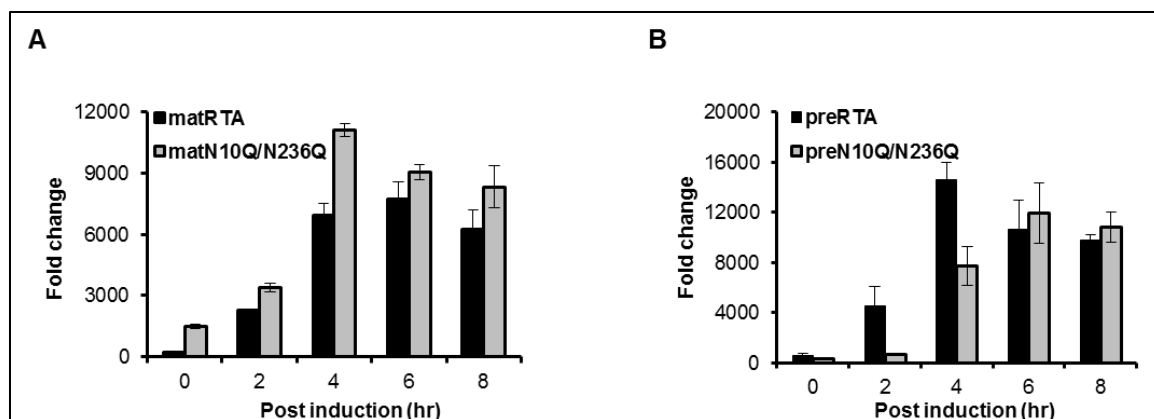 A
12000
9000
6000
3000
0
Fold change
matRTA
matN10Q/N236Q
0 2 4 6 8
Post induction (hr)
B
20000
16000
12000
8000
4000
0
Fold change
preRTA
preN10Q/N236Q
0 2 4 6 8
Post induction (hr)